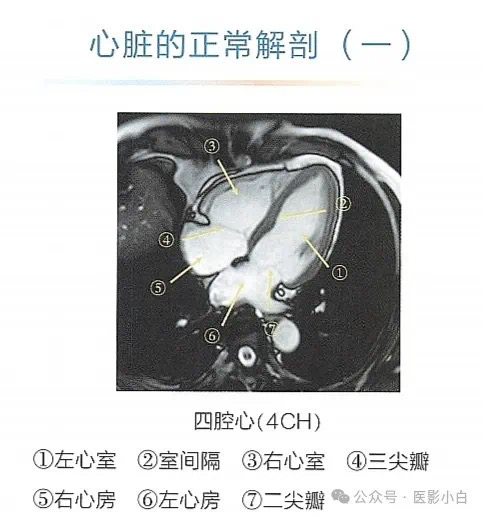 心脏的正常解剖（一）
③
②
④
①
⑤
⑥
⑦
四腔心(4CH)
①左心室 ②室间隔 ③右心室 ④三尖瓣
⑤右心房 ⑥左心房 ⑦二尖瓣
公众号·医影小白